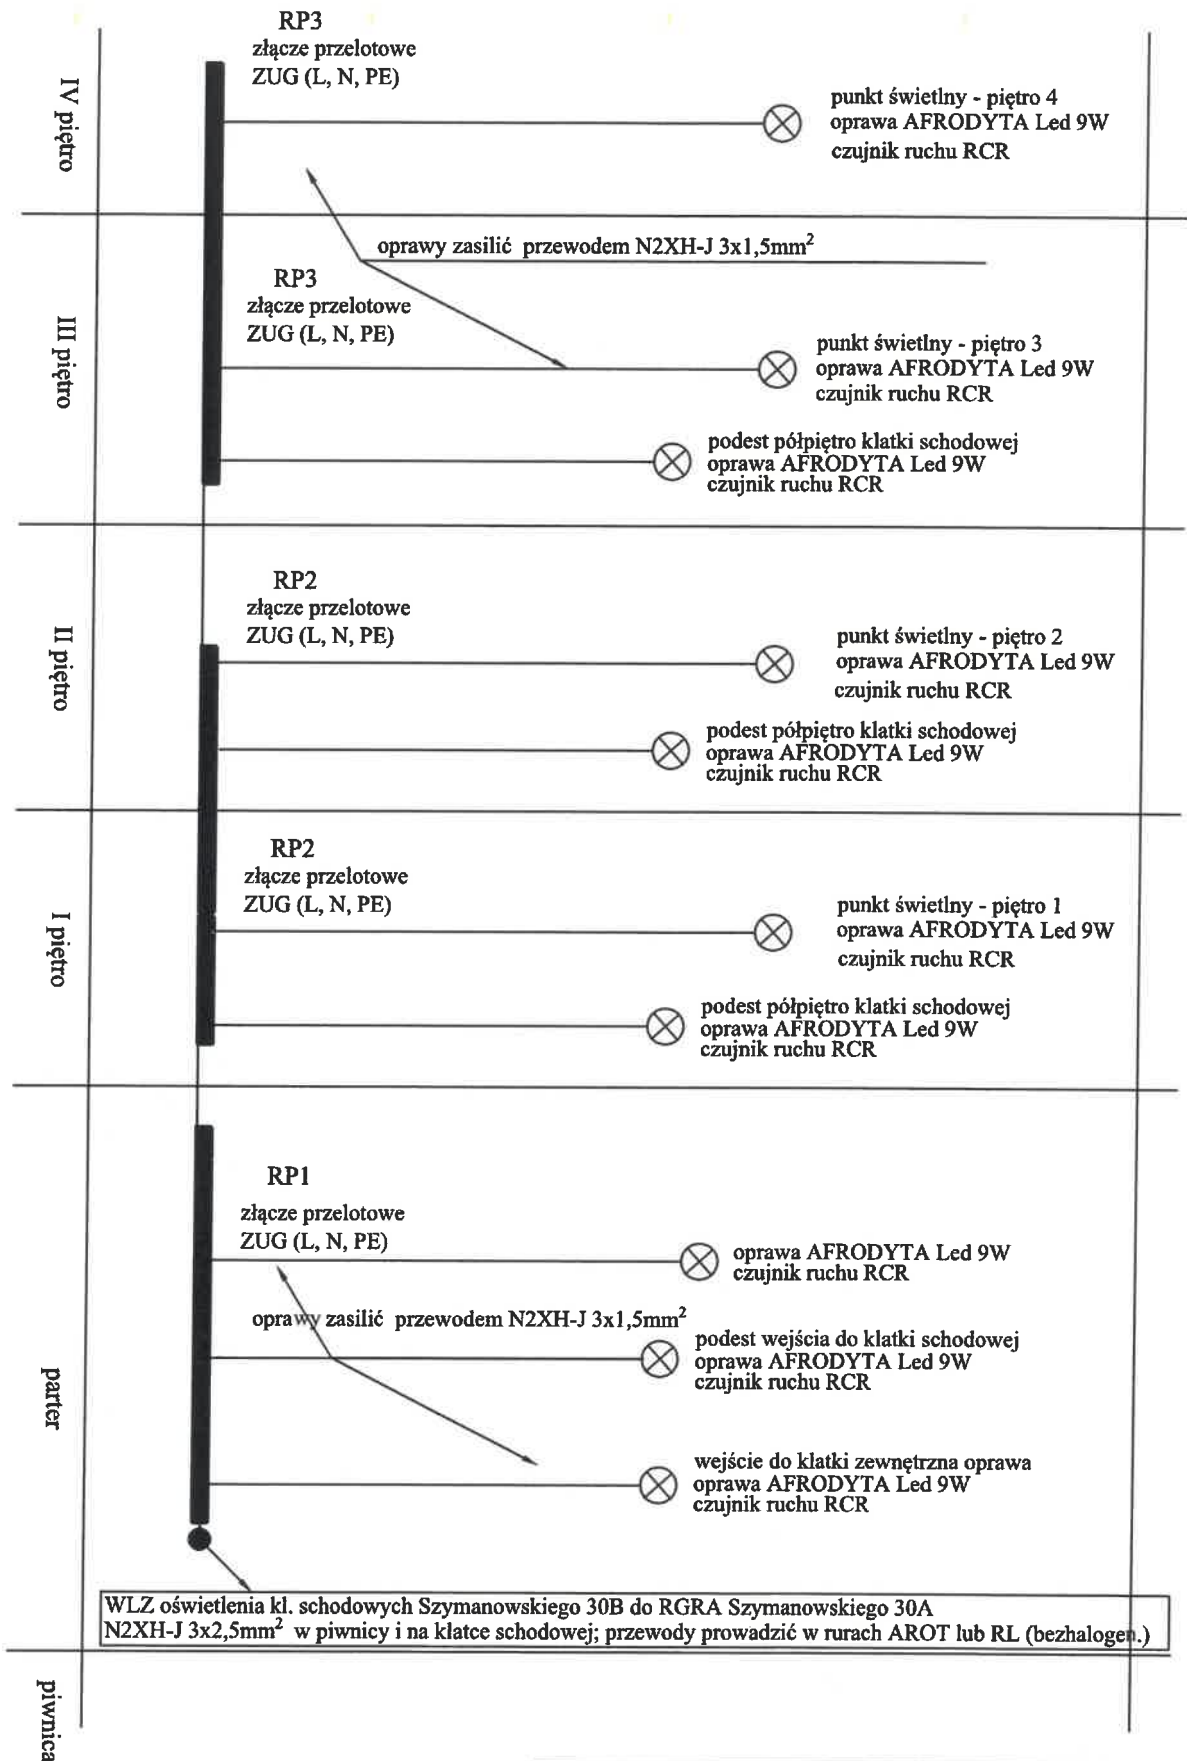 RP3
złącze przelotowe
ZUG (L, N, PE)
IV piętro
punkt świetlny - piętro 4
oprawa AFRODYTA Led 9W
czujnik ruchu RCR
oprawy zasilić przewodem N2XH-J 3x1,5mm²
RP3
złącze przelotowe
ZUG (L, N, PE)
III piętro
punkt świetlny - piętro 3
oprawa AFRODYTA Led 9W
czujnik ruchu RCR
podest półpiętro klatki schodowej
oprawa AFRODYTA Led 9W
czujnik ruchu RCR
RP2
złącze przelotowe
ZUG (L, N, PE)
II piętro
punkt świetlny - piętro 2
oprawa AFRODYTA Led 9W
czujnik ruchu RCR
podest półpiętro klatki schodowej
oprawa AFRODYTA Led 9W
czujnik ruchu RCR
RP2
złącze przelotowe
ZUG (L, N, PE)
I piętro
punkt świetlny - piętro 1
oprawa AFRODYTA Led 9W
czujnik ruchu RCR
podest półpiętro klatki schodowej
oprawa AFRODYTA Led 9W
czujnik ruchu RCR
RP1
złącze przelotowe
ZUG (L, N, PE)
oprawa AFRODYTA Led 9W
czujnik ruchu RCR
oprawy zasilić przewodem N2XH-J 3x1,5mm²
podest wejścia do klatki schodowej
oprawa AFRODYTA Led 9W
czujnik ruchu RCR
parter
wejście do klatki zewnętrzna oprawa
oprawa AFRODYTA Led 9W
czujnik ruchu RCR
WLZ oświetlenia kl. schodowych Szymanowskiego 30B do RGRA Szymanowskiego 30A
N2XH-J 3x2,5mm² w piwnicy i na klatce schodowej; przewody prowadzić w rurach AROT lub RL (bezhalogen.)
piwnica